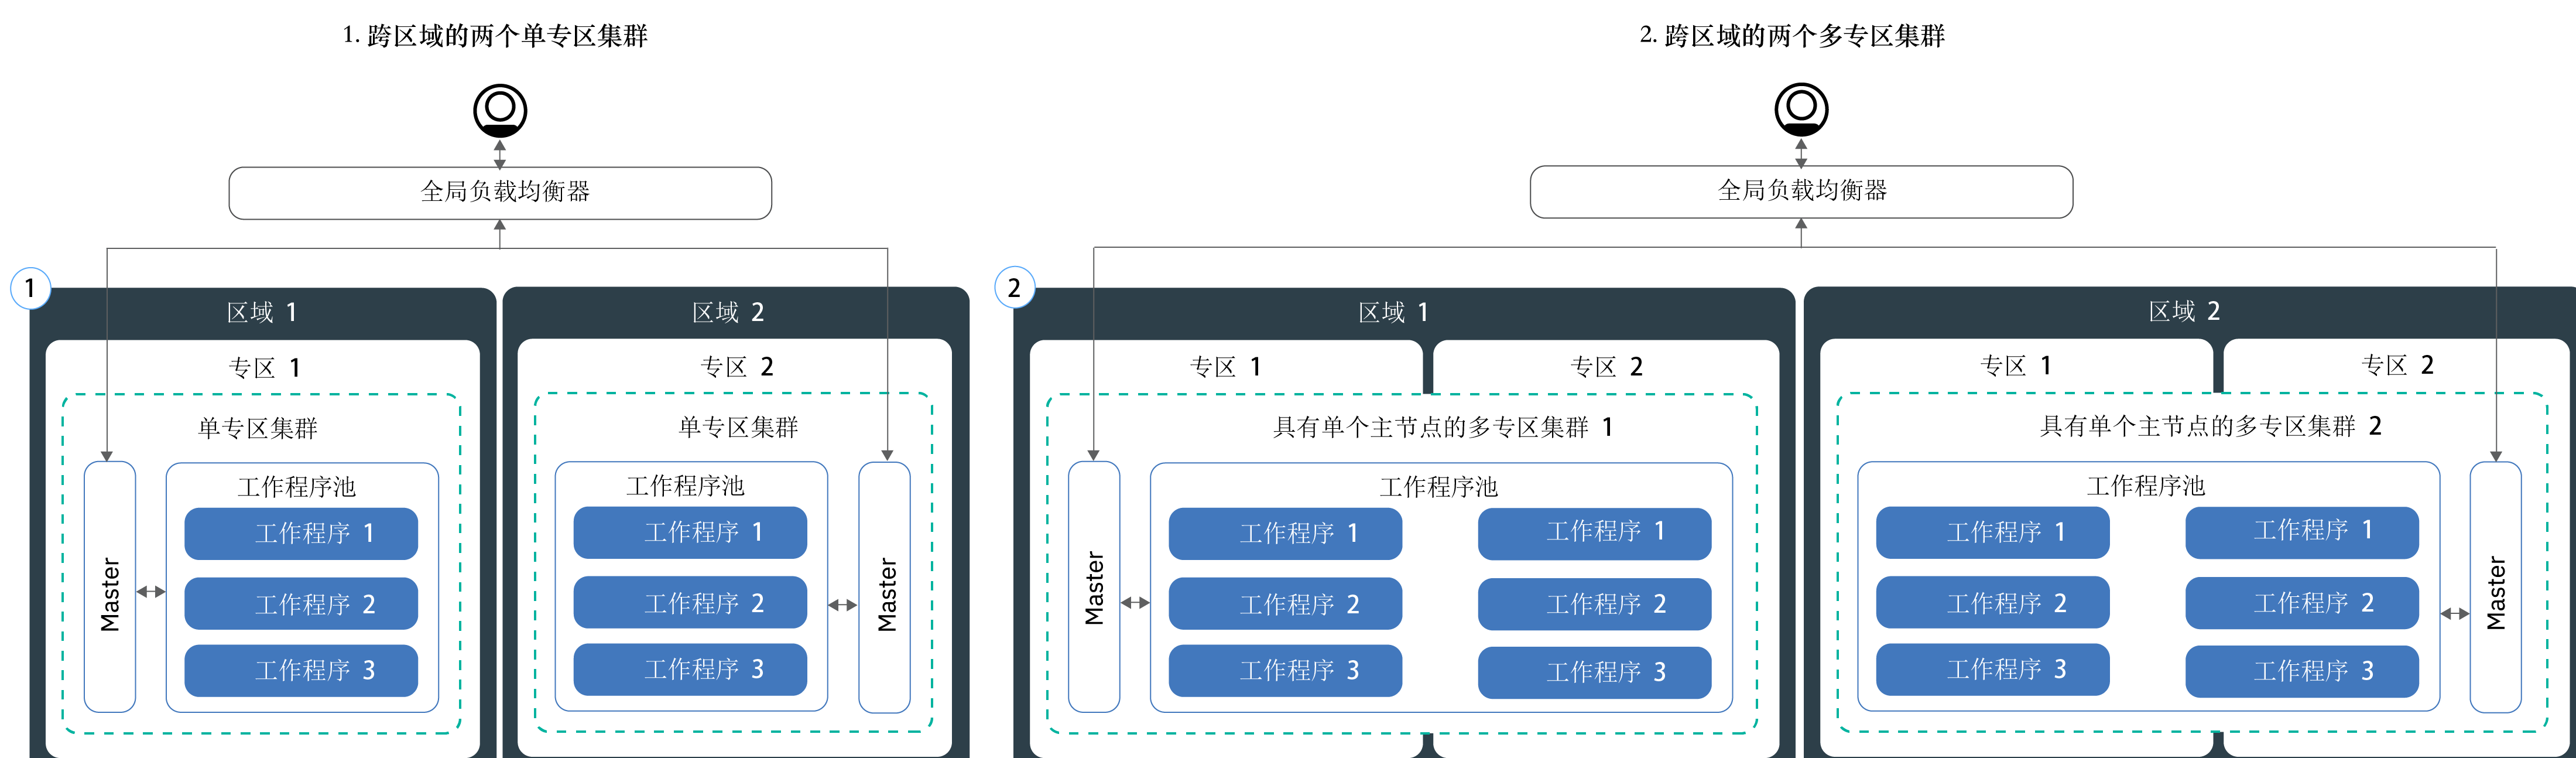 1. 跨区域的两个单专区集群
全局负载均衡器
1
区域 1
专区 1
单专区集群
Master
工作程序池
工作程序 1
工作程序 2
工作程序 3
区域 2
专区 2
单专区集群
工作程序池
工作程序 1
工作程序 2
工作程序 3
Master
2. 跨区域的两个多专区集群
全局负载均衡器
2
区域 1
专区 1
专区 2
具有单个主节点的多专区集群 1
Master
工作程序池
工作程序 1
工作程序 1
工作程序 2
工作程序 2
工作程序 3
工作程序 3
区域 2
专区 1
专区 2
具有单个主节点的多专区集群 2
工作程序池
工作程序 1
工作程序 1
工作程序 2
工作程序 2
工作程序 3
工作程序 3
Master